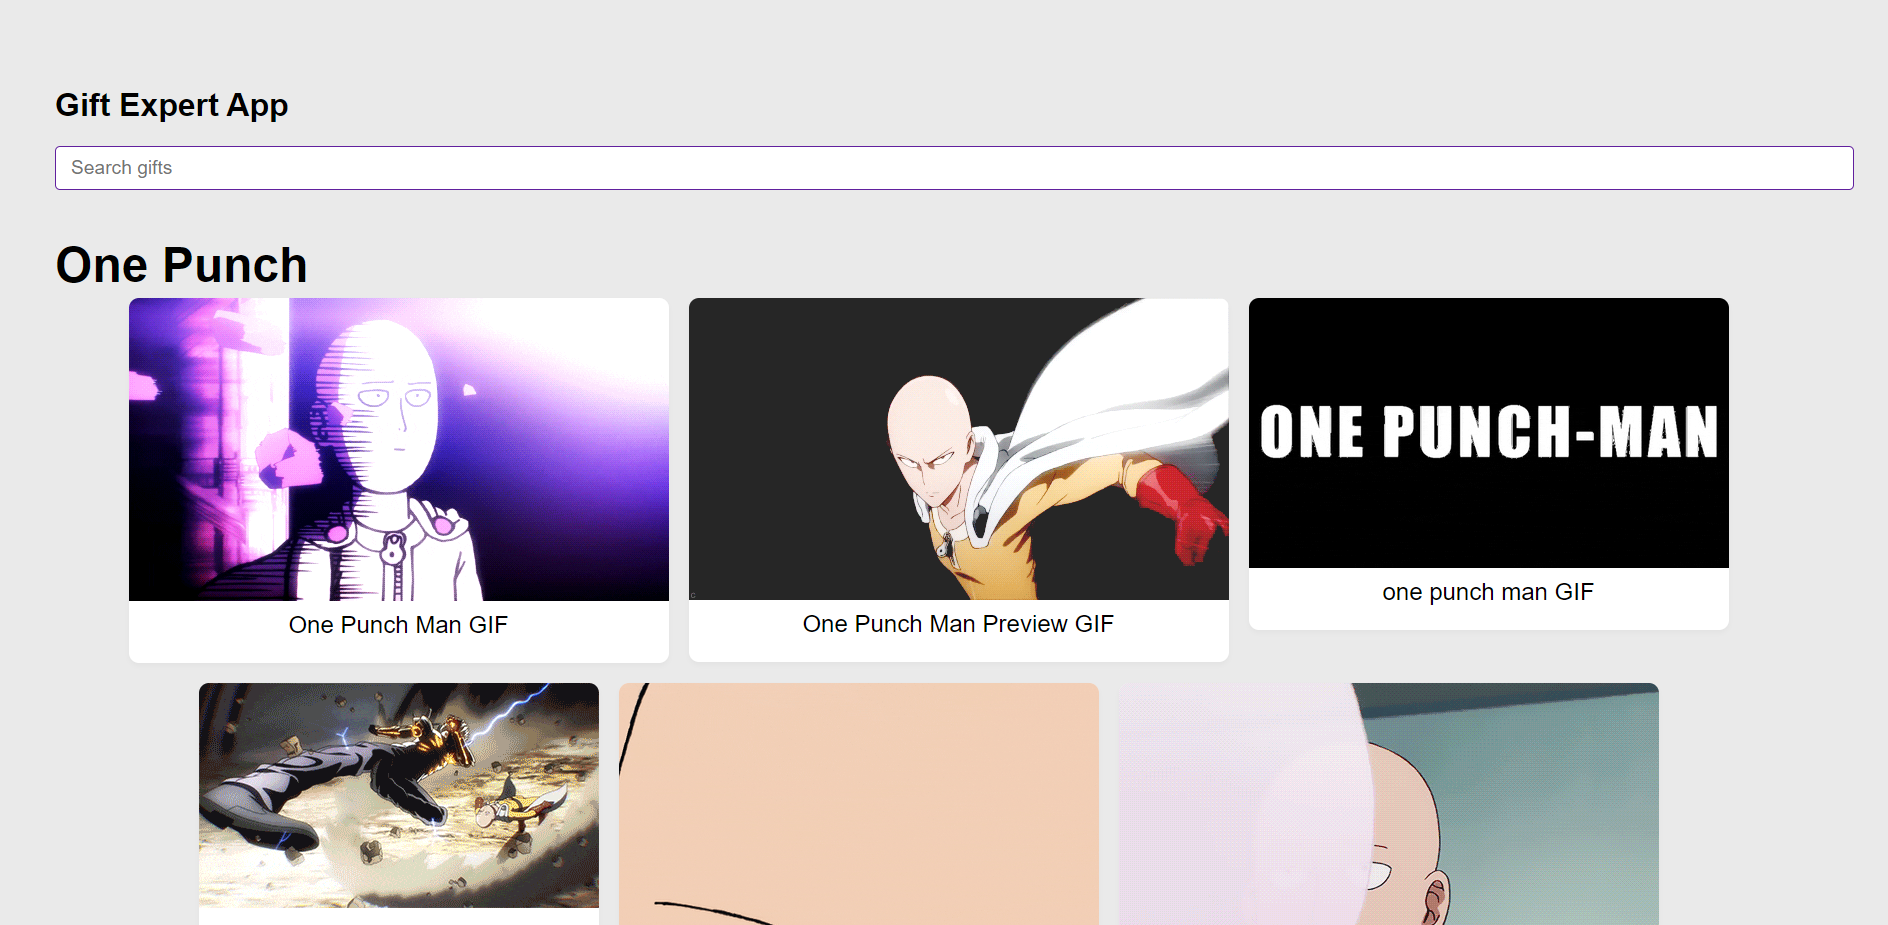 Gift Expert App
Search gifts
One Punch
ONE PUNCH-MAN
One Punch Man GIF
One Punch Man Preview GIF
one punch man GIF